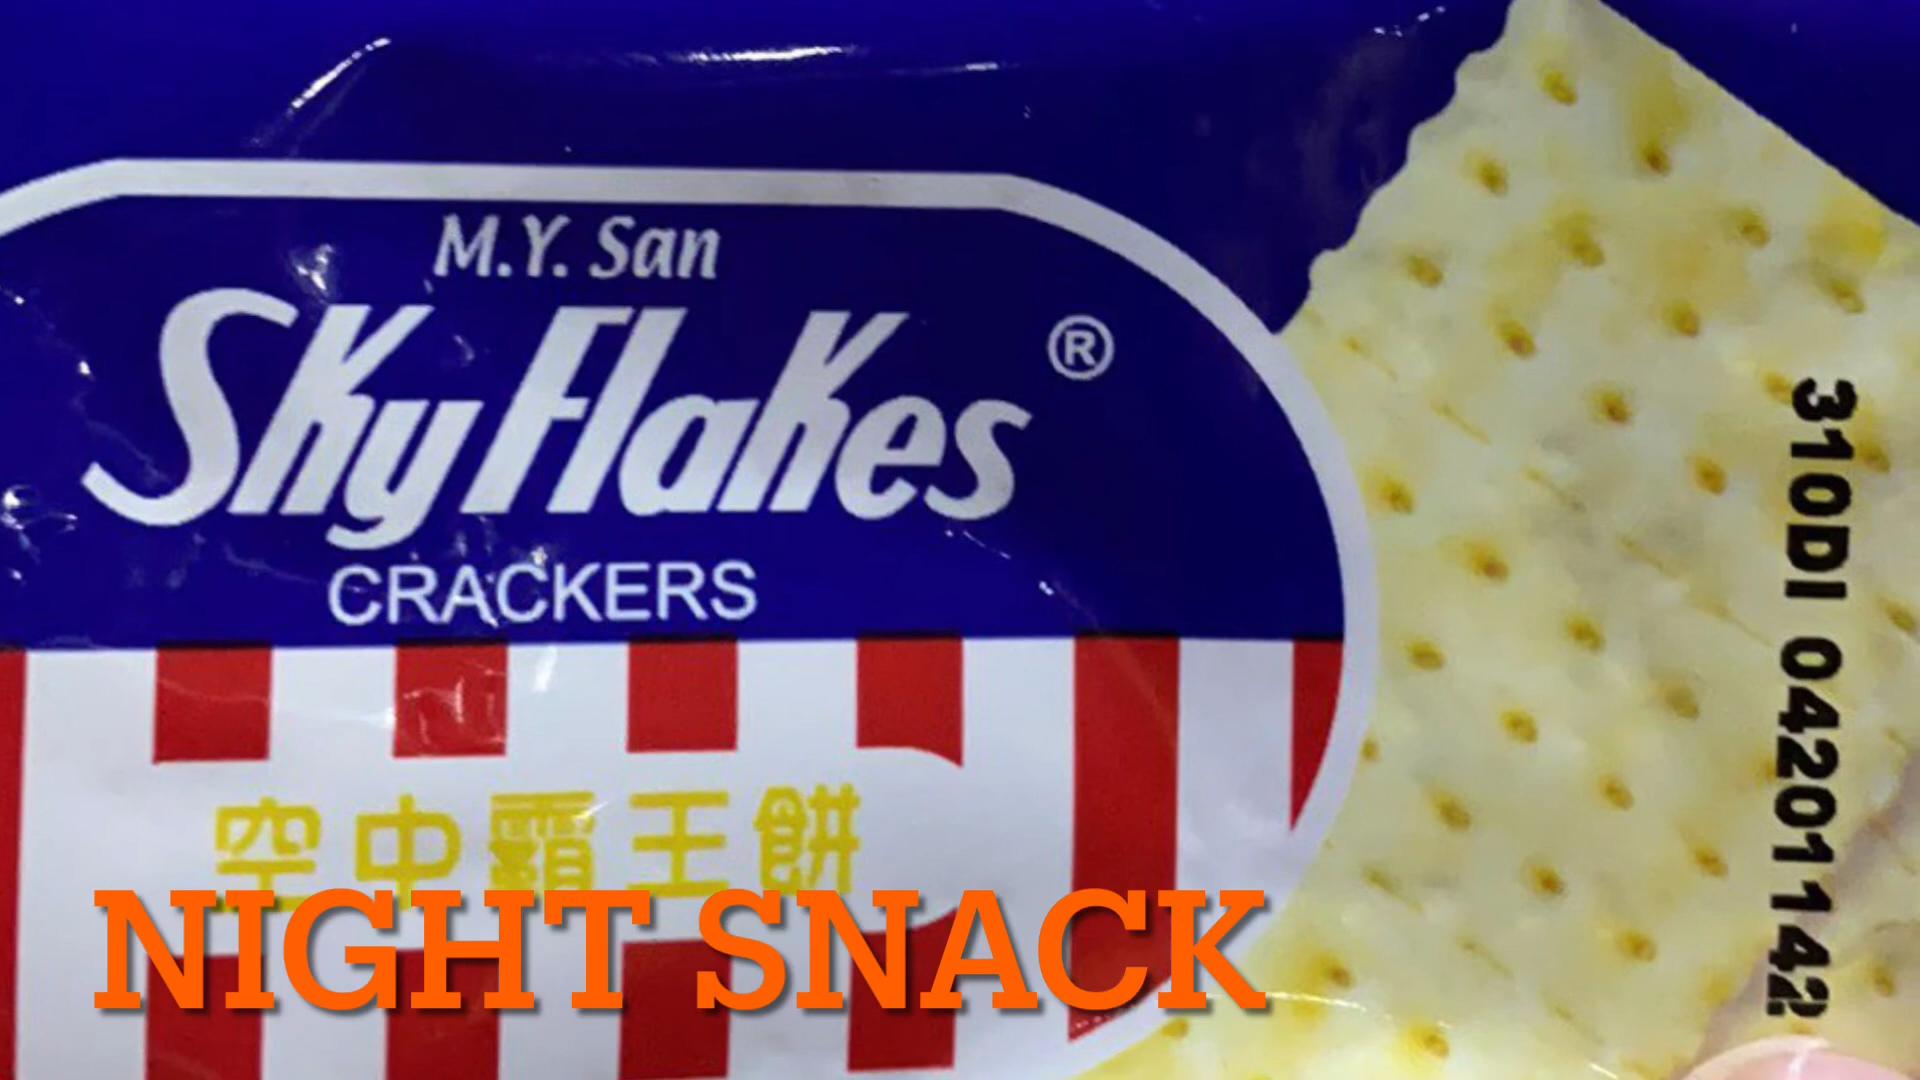 M.Y. San
SkyFlakes®
CRACKERS
空中霸王餅
NIGHT SNACK
310DI 04201142